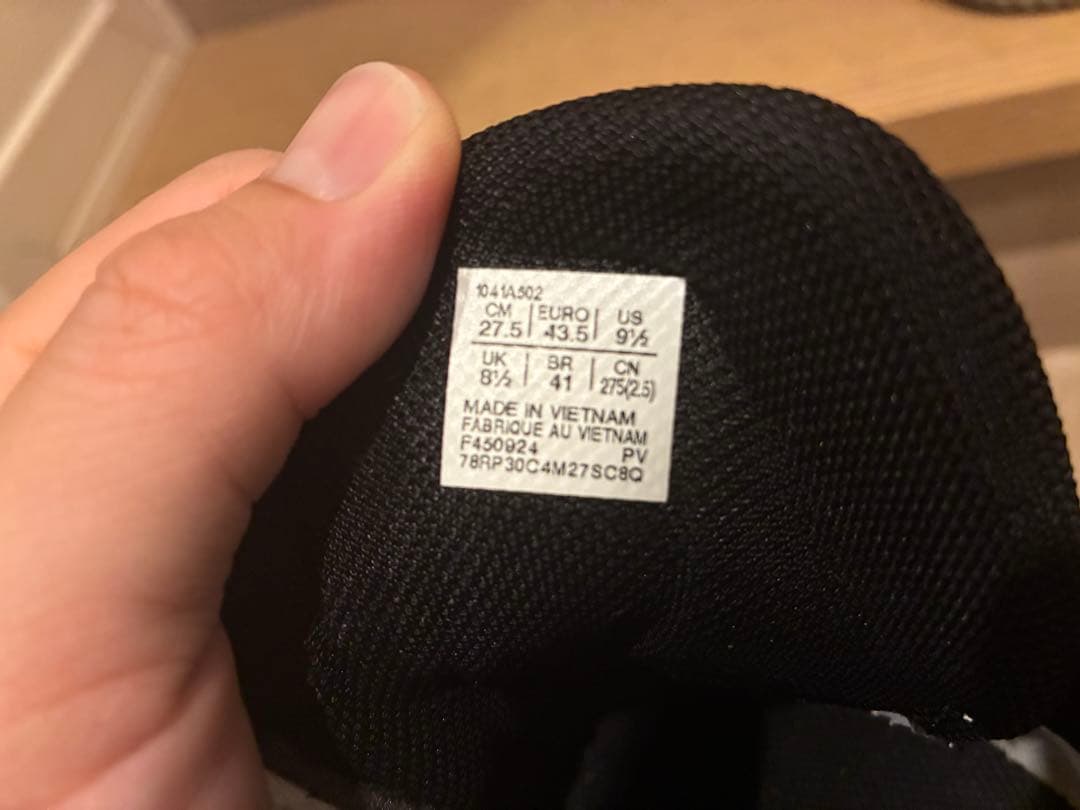 1041A502
CM | EURO | US
27.5 | 43.5 | 9½
UK | BR | CN
8½ | 41 | 275(2.5)
MADE IN VIETNAM
FABRIQUE AU VIETNAM
F450924 PV
78RP30C4M27SC8Q